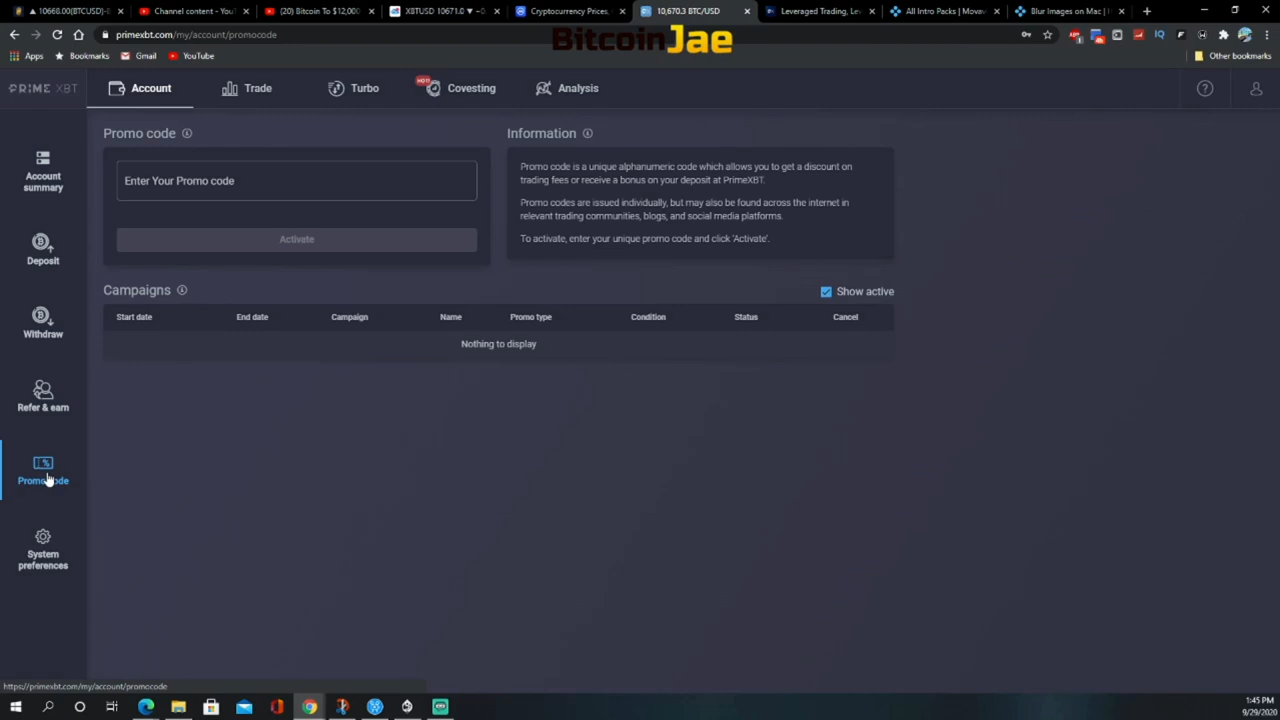 ▲ 10668.00(BTCUSD)-B
Channel content - YouT
(20) Bitcoin To $12,000
XBTUSD 10671.0 ▼
Cryptocurrency Prices,
10,670.3 BTC/USD
Leveraged Trading, Lev
All Intro Packs | Movav
Blur Images on Mac |
primexbt.com/my/account/promocode
BitcoinJae
Apps
Bookmarks
Gmail
YouTube
Other bookmarks
PRIME XBT
Account
Trade
Turbo
HOT!
Covesting
Analysis
Account
summary
Deposit
Withdraw
Refer & earn
Promo code
System
preferences
Promo code
Enter Your Promo code
Activate
Information
Promo code is a unique alphanumeric code which allows you to get a discount on
trading fees or receive a bonus on your deposit at PrimeXBT.
Promo codes are issued individually, but may also be found across the internet in
relevant trading communities, blogs, and social media platforms.
To activate, enter your unique promo code and click 'Activate'.
Campaigns
Show active
Start date End date Campaign Name Promo type Condition Status Cancel
Nothing to display
https://primexbt.com/my/account/promocode
1:45 PM
9/29/2020